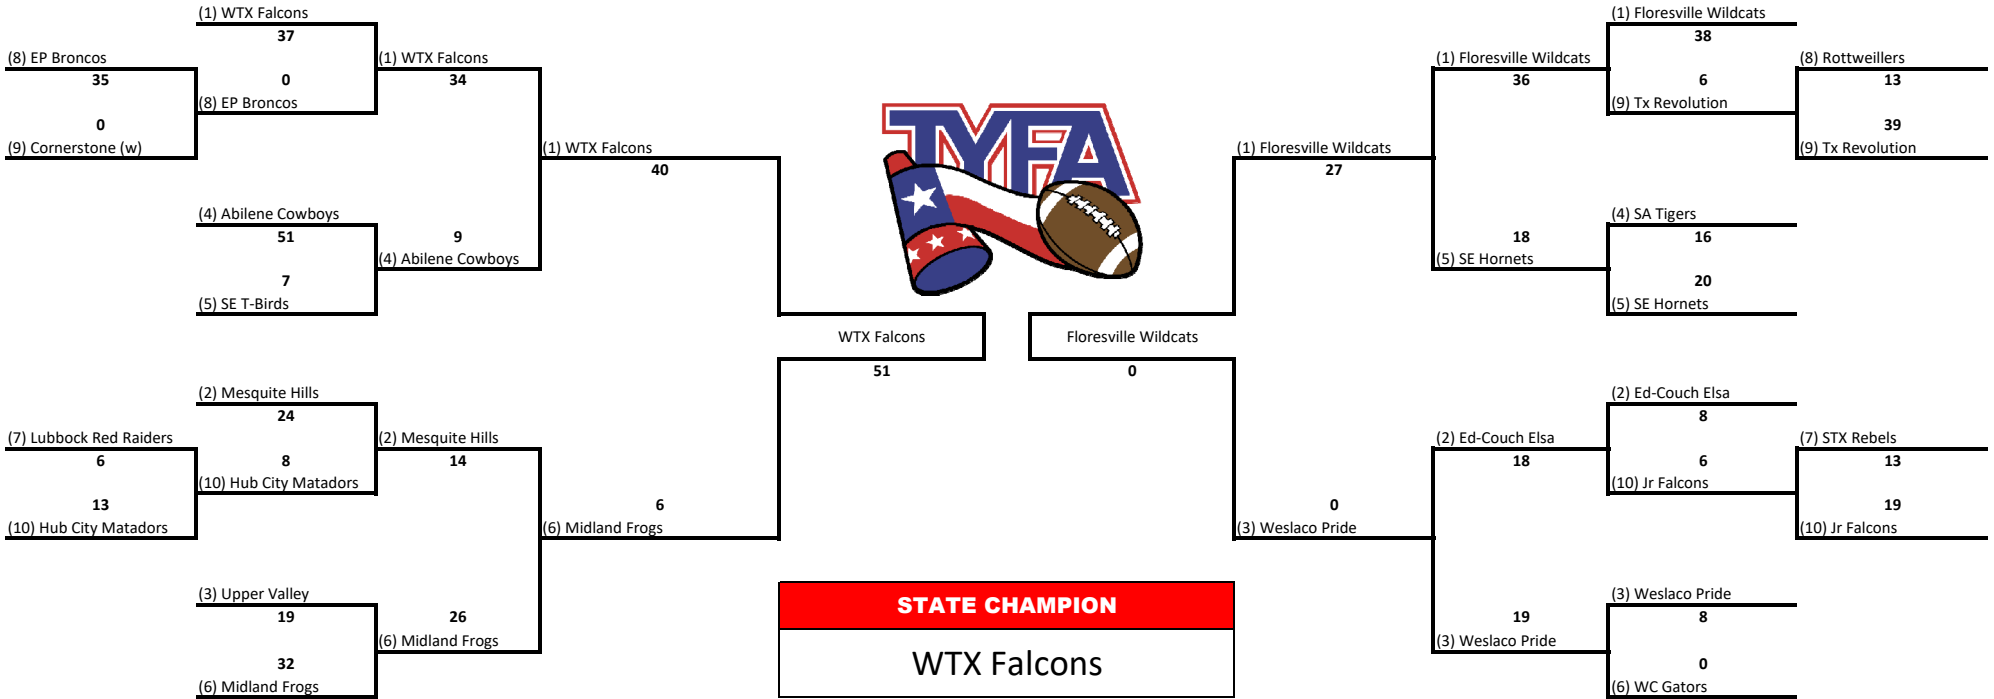 (1) WTX Falcons
37
(8) EP Broncos
35
0
(8) EP Broncos
0
(9) Cornerstone (w)
(1) WTX Falcons
34
(1) WTX Falcons
40
(4) Abilene Cowboys
51
7
(5) SE T-Birds
9
(4) Abilene Cowboys
(2) Mesquite Hills
24
(7) Lubbock Red Raiders
6
8
(10) Hub City Matadors
13
(10) Hub City Matadors
(2) Mesquite Hills
14
6
(6) Midland Frogs
(3) Upper Valley
19
32
(6) Midland Frogs
26
(6) Midland Frogs
TYFA
WTX Falcons
51
Floresville Wildcats
0
STATE CHAMPION
WTX Falcons
(1) Floresville Wildcats
38
(1) Floresville Wildcats
36
6
(9) Tx Revolution
(8) Rottweillers
13
39
(9) Tx Revolution
(1) Floresville Wildcats
27
18
(5) SE Hornets
(4) SA Tigers
16
20
(5) SE Hornets
(2) Ed-Couch Elsa
8
(2) Ed-Couch Elsa
18
6
(10) Jr Falcons
(7) STX Rebels
13
19
(10) Jr Falcons
0
(3) Weslaco Pride
19
(3) Weslaco Pride
(3) Weslaco Pride
8
0
(6) WC Gators